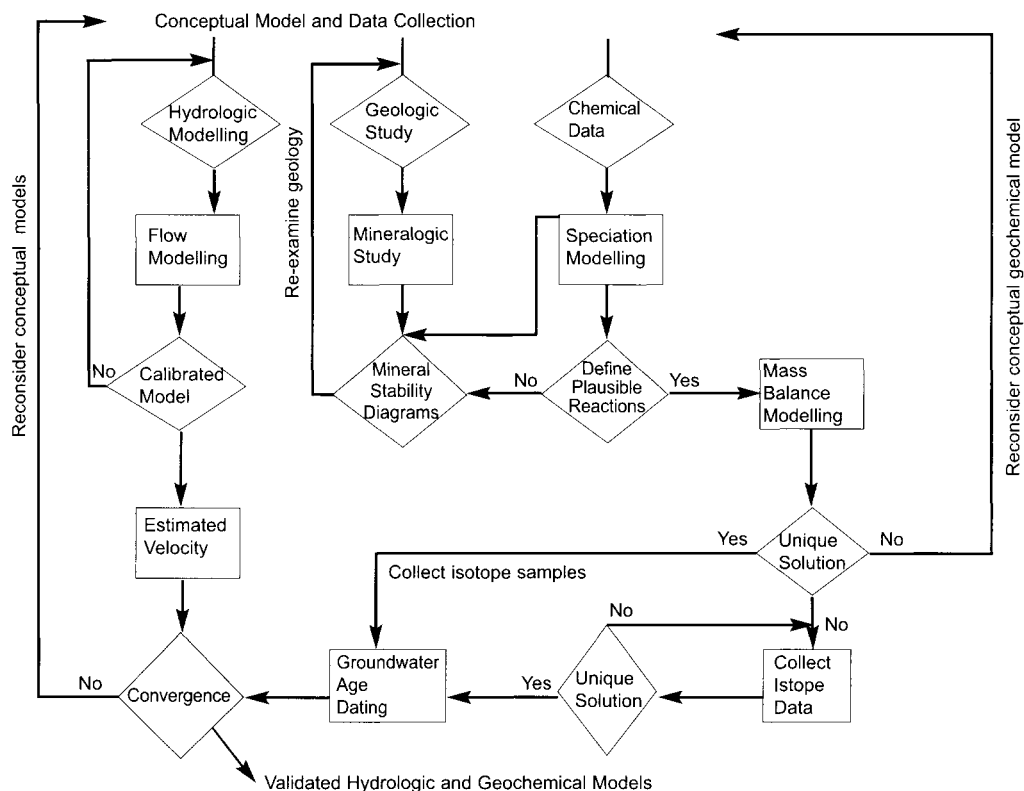 Conceptual Model and Data Collection
Hydrologic
Modelling
Geologic
Study
Chemical
Data
Reconsider conceptual models
Re-examine geology
Reconsider conceptual geochemical model
Flow
Modelling
Mineralogic
Study
Speciation
Modelling
No
Calibrated
Model
Mineral
Stability
Diagrams
No
Define
Plausible
Reactions
Yes
Mass
Balance
Modelling
Estimated
Velocity
Yes
Unique
Solution
No
Collect isotope samples
No
No
No
Convergence
Groundwater
Age
Dating
Yes
Unique
Solution
Collect
Istope
Data
Validated Hydrologic and Geochemical Models